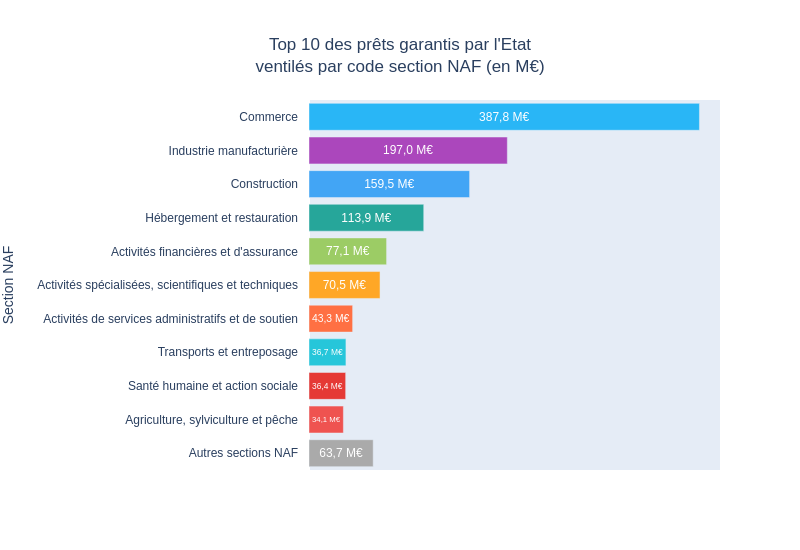 Top 10 des prêts garantis par l'Etat
ventilés par code section NAF (en M€)
Section NAF
Commerce 387,8 M€
Industrie manufacturière 197,0 M€
Construction 159,5 M€
Hébergement et restauration 113,9 M€
Activités financières et d'assurance 77,1 M€
Activités spécialisées, scientifiques et techniques 70,5 M€
Activités de services administratifs et de soutien 43,3 M€
Transports et entreposage 36,7 M€
Santé humaine et action sociale 36,4 M€
Agriculture, sylviculture et pêche 34,1 M€
Autres sections NAF 63,7 M€